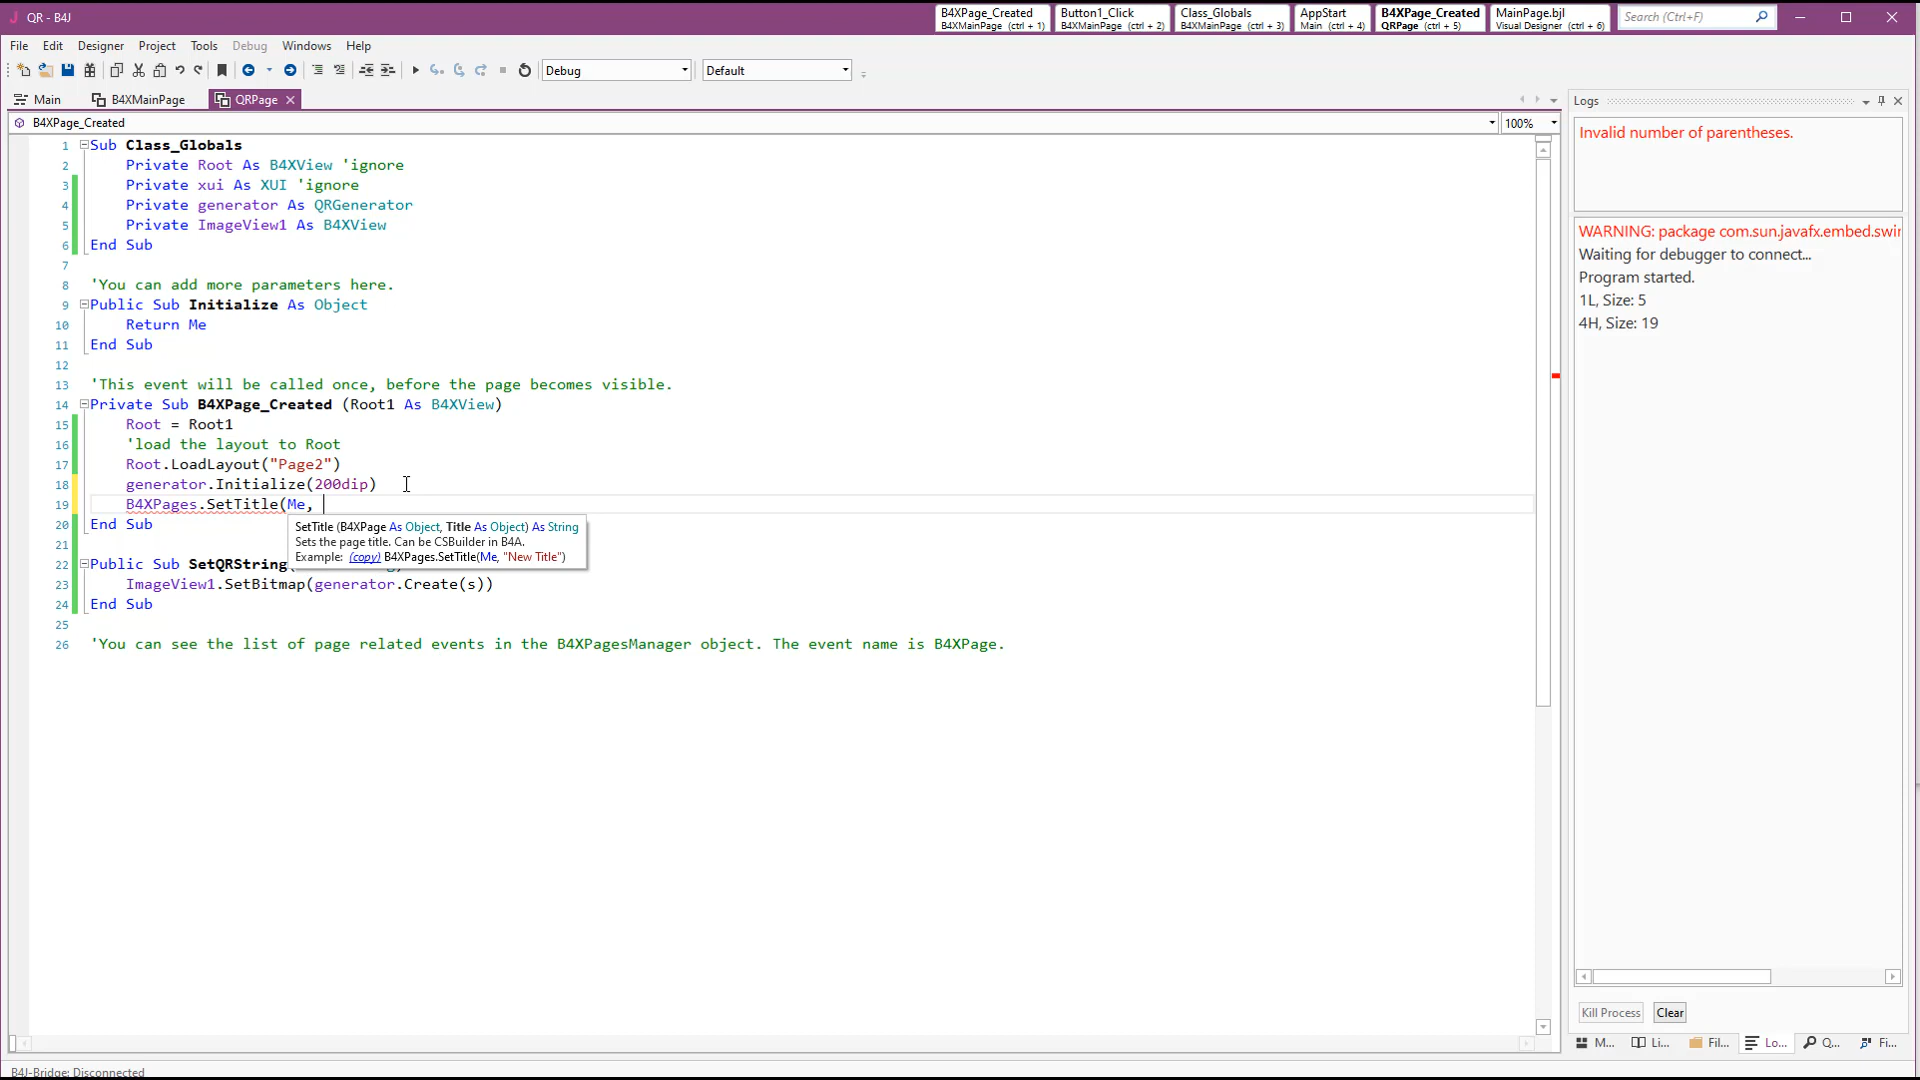 QR - B4J
B4XPage_Created
B4XMainPage (ctrl + 1)
Button1_Click
B4XMainPage (ctrl + 2)
Class_Globals
B4XMainPage (ctrl + 3)
AppStart
Main (ctrl + 4)
B4XPage_Created
QRPage (ctrl + 5)
MainPage.bjl
Visual Designer (ctrl + 6)
Search (Ctrl+F)
File Edit Designer Project Tools Debug Windows Help
Debug Default
Main B4XMainPage QRPage
B4XPage_Created 100%
1 Sub Class_Globals
2 Private Root As B4XView 'ignore
3 Private xui As XUI 'ignore
4 Private generator As QRGenerator
5 Private ImageView1 As B4XView
6 End Sub
7
8 'You can add more parameters here.
9 Public Sub Initialize As Object
10 Return Me
11 End Sub
12
13 'This event will be called once, before the page becomes visible.
14 Private Sub B4XPage_Created (Root1 As B4XView)
15 Root = Root1
16 'load the layout to Root
17 Root.LoadLayout("Page2")
18 generator.Initialize(200dip)
19 B4XPages.SetTitle(Me,
20 End Sub
SetTitle (B4XPage As Object, Title As Object) As String
Sets the page title. Can be CSBuilder in B4A.
Example: (copy) B4XPages.SetTitle(Me, "New Title")
21
22 Public Sub SetQRString
23 ImageView1.SetBitmap(generator.Create(s))
24 End Sub
25
26 'You can see the list of page related events in the B4XPagesManager object. The event name is B4XPage.
Logs
Invalid number of parentheses.
WARNING: package com.sun.javafx.embed.swin
Waiting for debugger to connect...
Program started.
1L, Size: 5
4H, Size: 19
Kill Process Clear
M... Li... Fil... Lo... Q... Fi...
B4J-Bridge: Disconnected